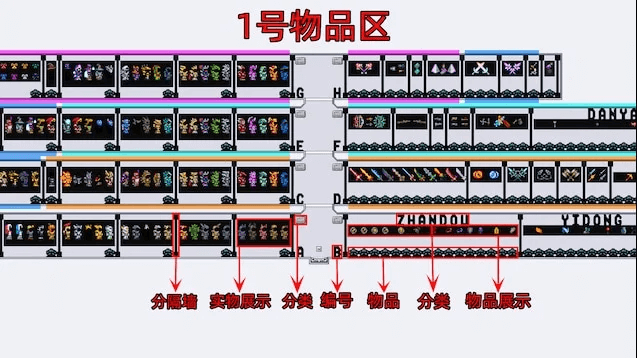 1号物品区
G H
DANYA
E F
C D
ZHANDOU YIDONG
A B
分隔墙 实物展示 分类 编号 物品 分类 物品展示